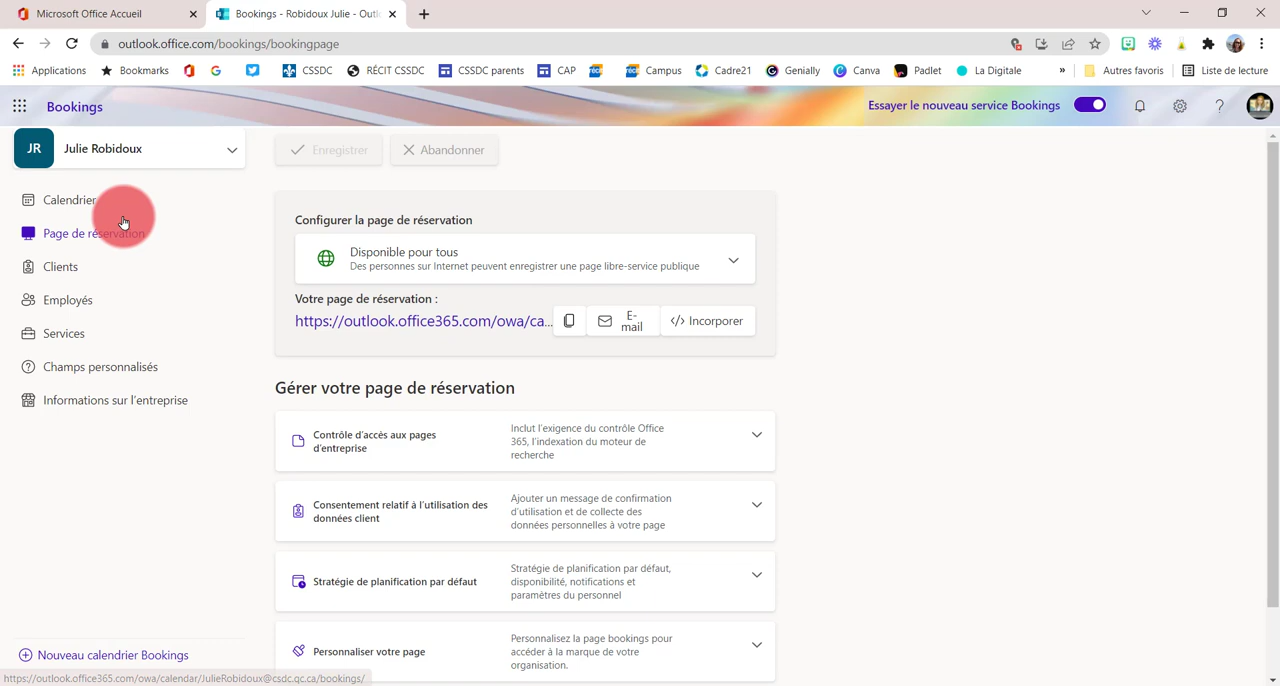 Microsoft Office Accueil
Bookings - Robidoux Julie - Outl
outlook.office.com/bookings/bookingpage
Applications
Bookmarks
CSSDC
RÉCIT CSSDC
CSSDC parents
CAP
Campus
Cadre21
Genially
Canva
Padlet
La Digitale
»
Autres favoris
Liste de lecture
Bookings
Essayer le nouveau service Bookings
JR
Julie Robidoux
Enregistrer
Abandonner
Calendrier
Page de réservation
Clients
Employés
Services
Champs personnalisés
Informations sur l'entreprise
Configurer la page de réservation
Disponible pour tous
Des personnes sur Internet peuvent enregistrer une page libre-service publique
Votre page de réservation :
https://outlook.office365.com/owa/ca...
E-
mail
</> Incorporer
Gérer votre page de réservation
Contrôle d'accès aux pages
d'entreprise
Inclut l'exigence du contrôle Office
365, l'indexation du moteur de
recherche
Consentement relatif à l'utilisation des
données client
Ajouter un message de confirmation
d'utilisation et de collecte des
données personnelles à votre page
Stratégie de planification par défaut
Stratégie de planification par défaut,
disponibilité, notifications et
paramètres du personnel
Personnaliser votre page
Personnalisez la page bookings pour
accéder à la marque de votre
organisation.
Nouveau calendrier Bookings
https://outlook.office365.com/owa/calendar/JulieRobidoux@csdc.qc.ca/bookings/